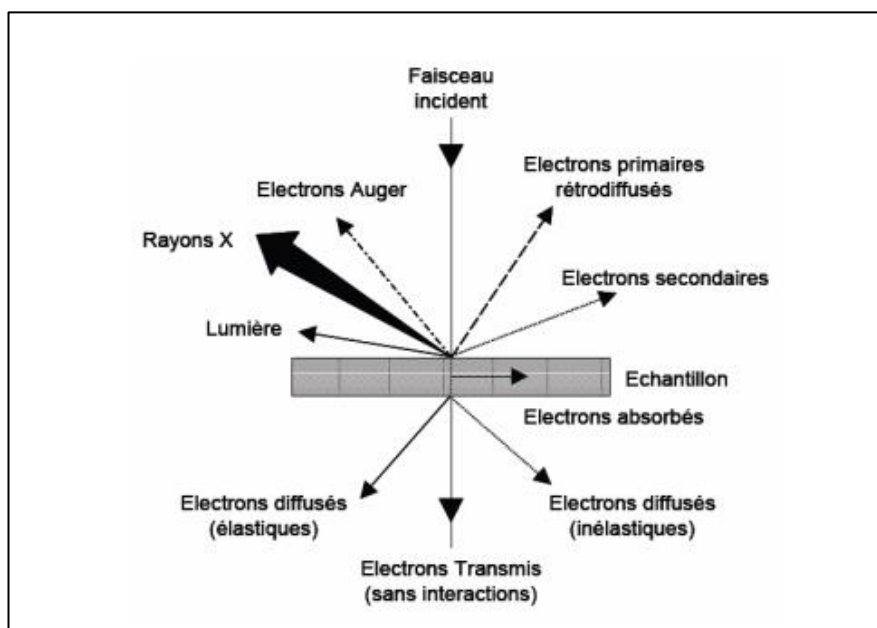 Faisceau
incident
Electrons primaires
rétrodiffusés
Electrons Auger
Rayons X
Electrons secondaires
Lumière
Echantillon
Electrons absorbés
Electrons diffusés
(élastiques)
Electrons diffusés
(inélastiques)
Electrons Transmis
(sans interactions)